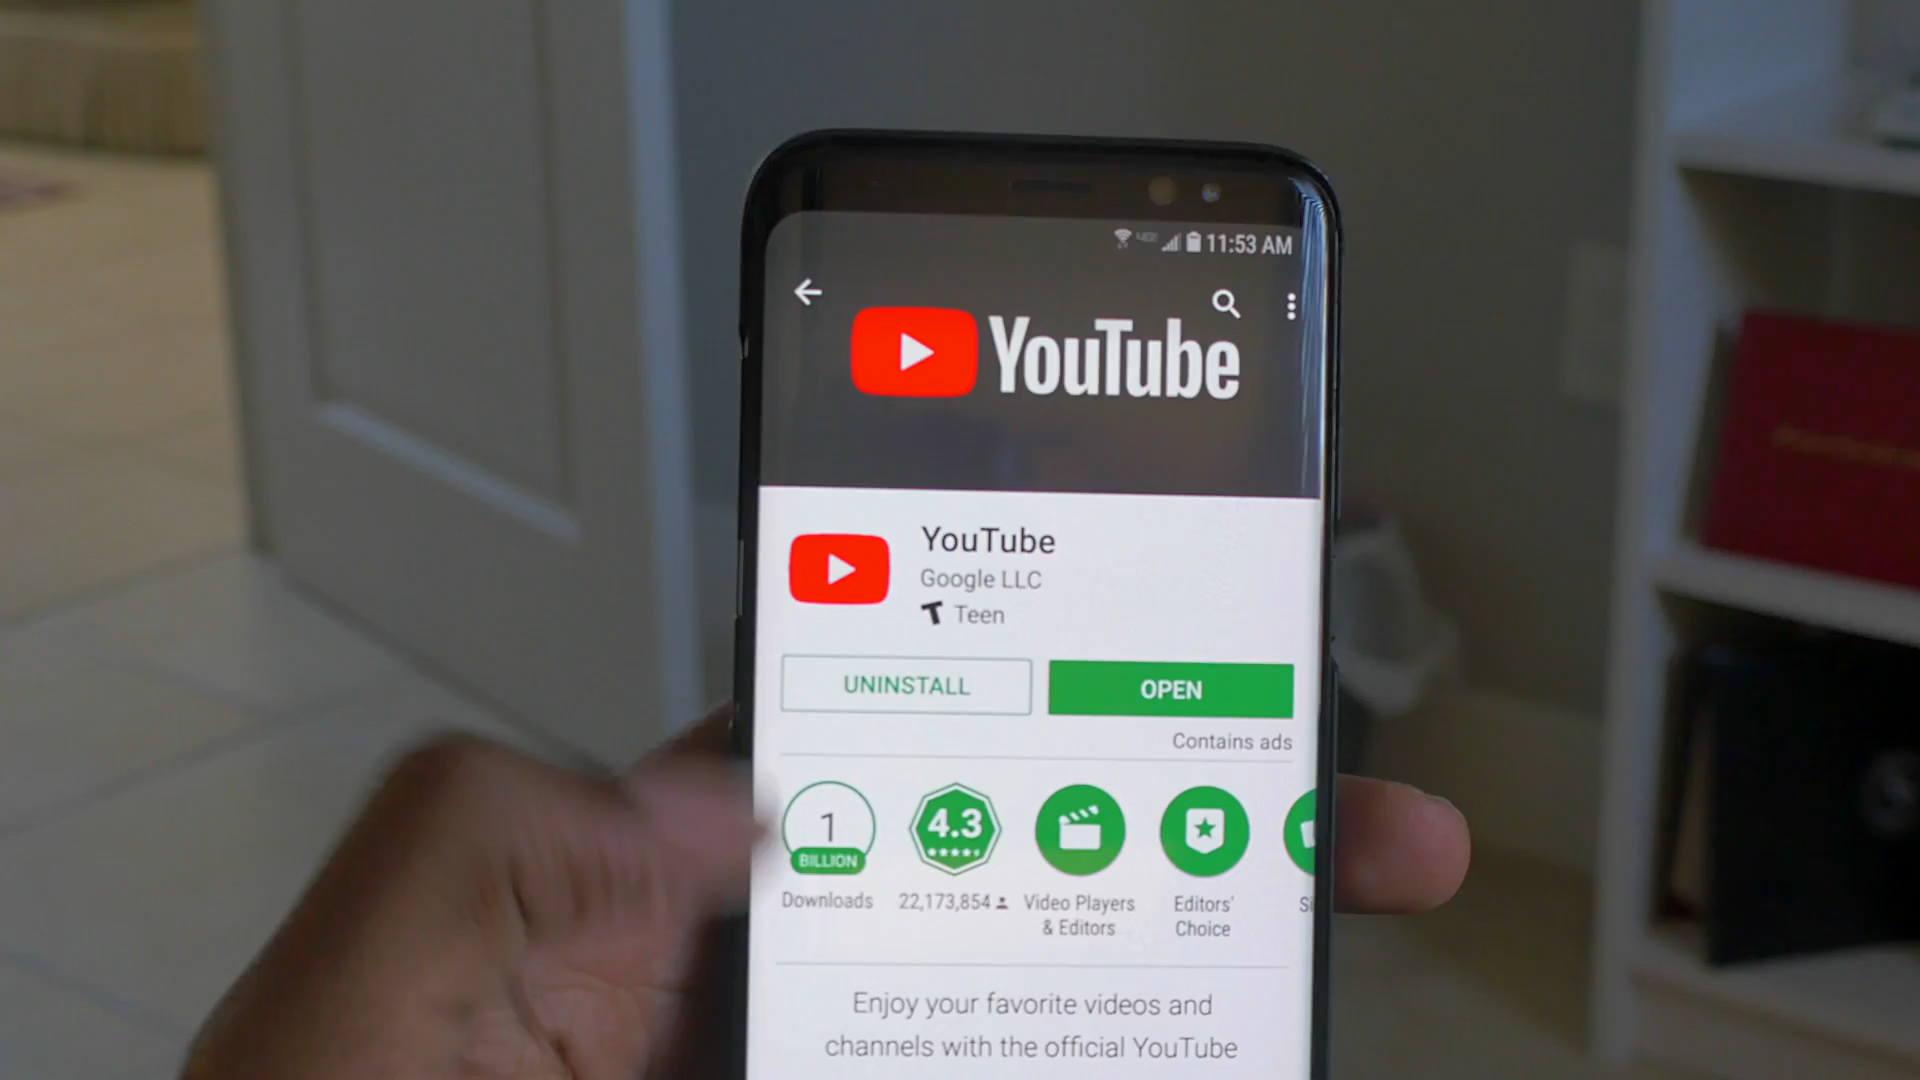 11:53 AM
YouTube
YouTube
Google LLC
T Teen
UNINSTALL
OPEN
Contains ads
1
BILLION
Downloads
4.3
22,173,854
Video Players
& Editors
Editors'
Choice
Enjoy your favorite videos and
channels with the official YouTube